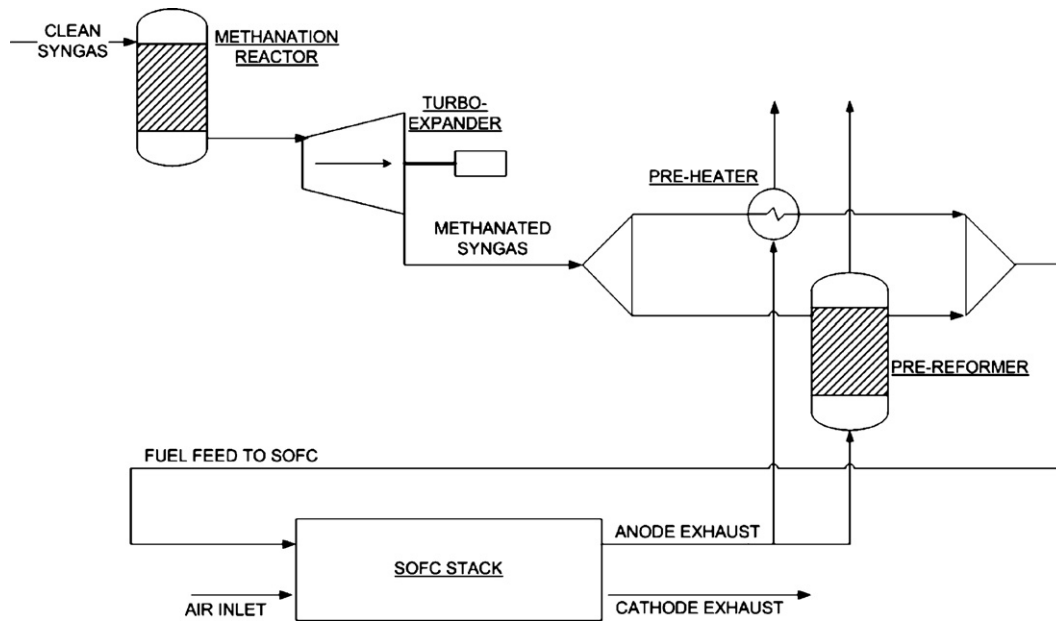 CLEAN
SYNGAS
METHANATION
REACTOR
TURBO-
EXPANDER
PRE-HEATER
METHANATED
SYNGAS
PRE-REFORMER
FUEL FEED TO SOFC
ANODE EXHAUST
SOFC STACK
AIR INLET
CATHODE EXHAUST